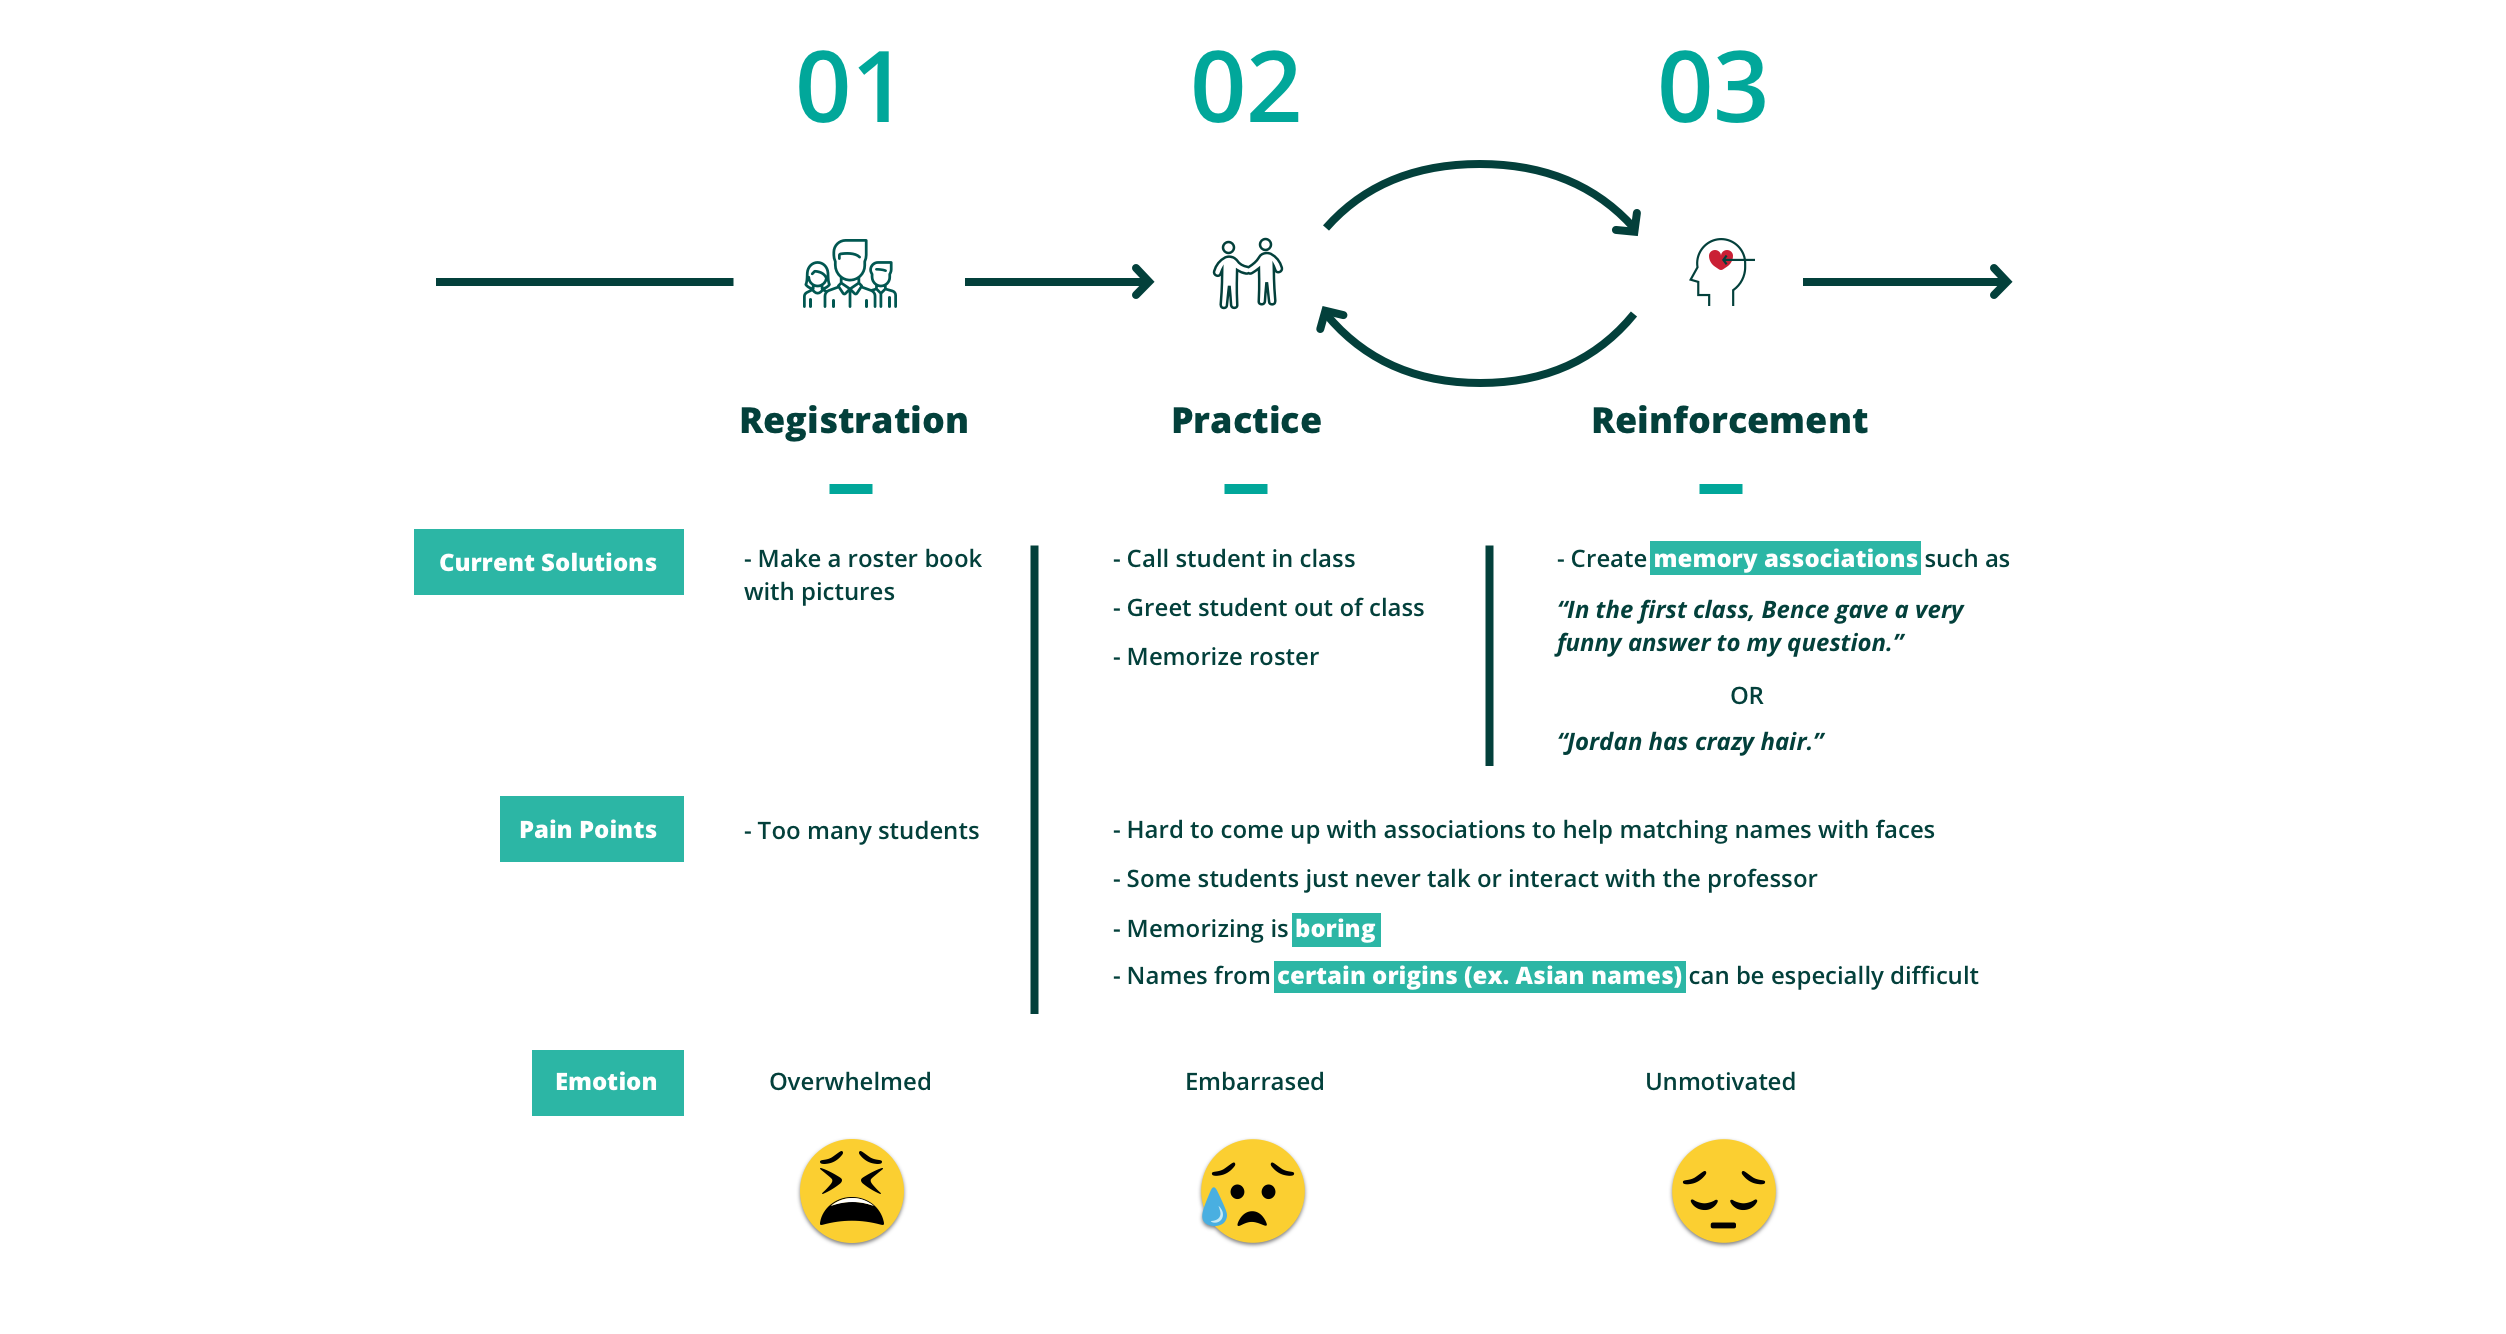 01
02
03
Registration
Practice
Reinforcement
Current Solutions
- Make a roster book
with pictures
- Call student in class
- Greet student out of class
- Memorize roster
- Create memory associations such as
“In the first class, Bence gave a very
funny answer to my question.”
OR
“Jordan has crazy hair.”
Pain Points
- Too many students
- Hard to come up with associations to help matching names with faces
- Some students just never talk or interact with the professor
- Memorizing is boring
- Names from certain origins (ex. Asian names) can be especially difficult
Emotion
Overwhelmed
Embarrased
Unmotivated